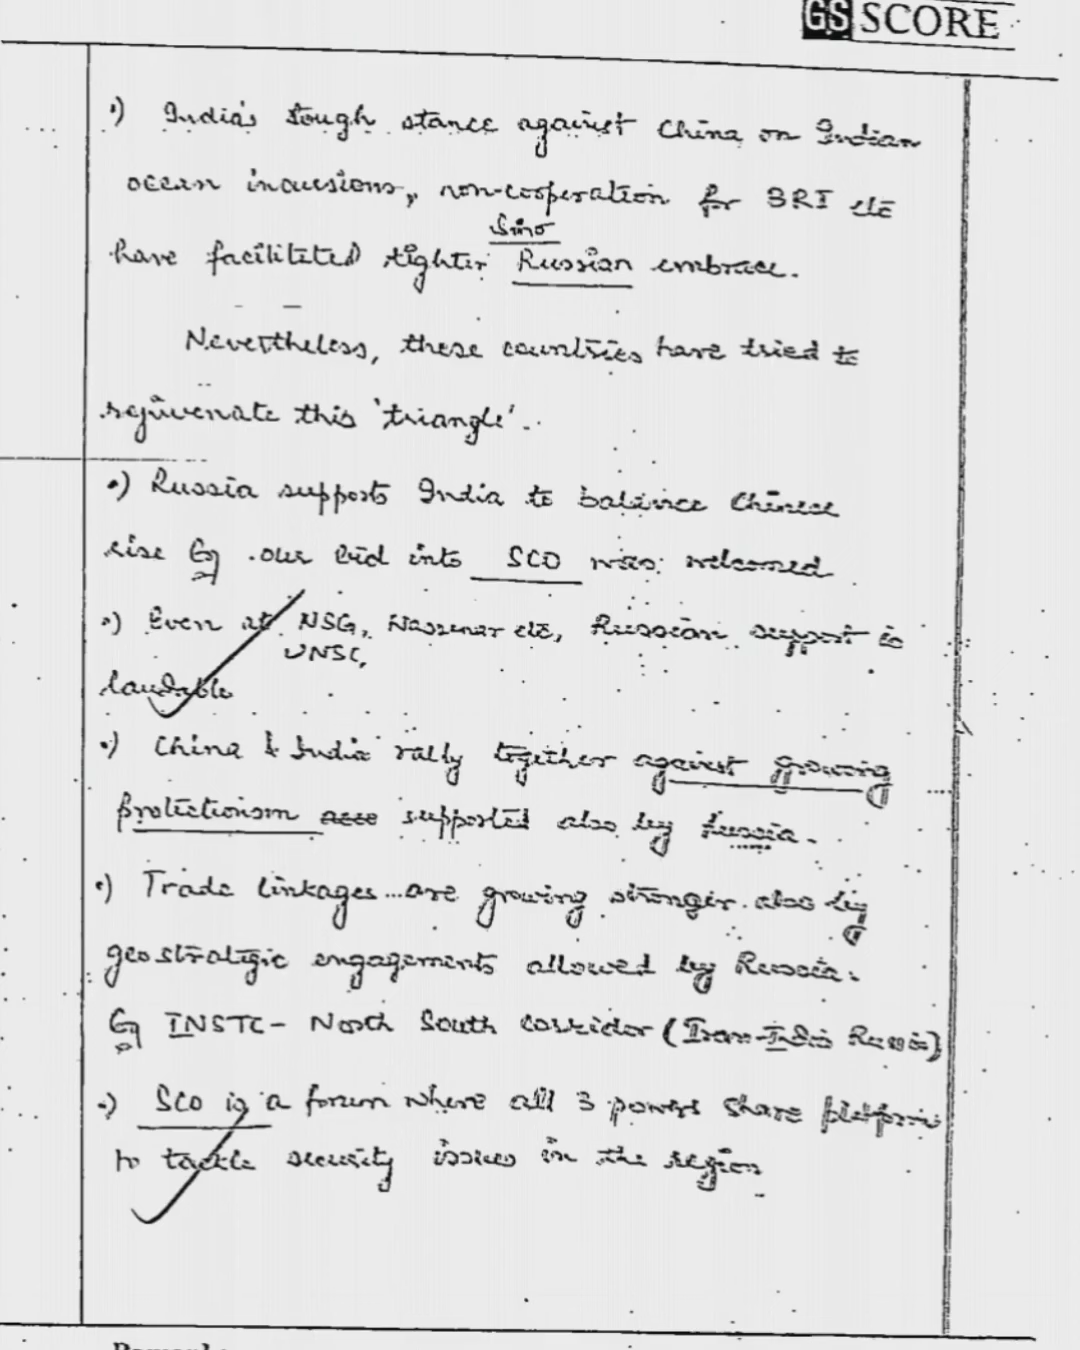 GS SCORE
•) India's tough stance against China on Indian
ocean incursions, non-cooperation for BRI etc
Sino
have facilitated tighter Russian embrace.
Nevertheless, these countries have tried to
rejuvenate this 'triangle'.
•) Russia supports India to balance Chinese
rise Eg our bid into SCO was welcomed
•) Even at NSG, Wassenar etc, Russian support is
UNSC,
laudable
•) China & India rally together against growing
protectionism supported also by Russia.
•) Trade linkages are growing stronger also by
geostrategic engagements allowed by Russia.
Eg INSTC - North South Corridor (Iran-India Russia)
•) SCO is a forum where all 3 powers share platform
to tackle security issues in the region